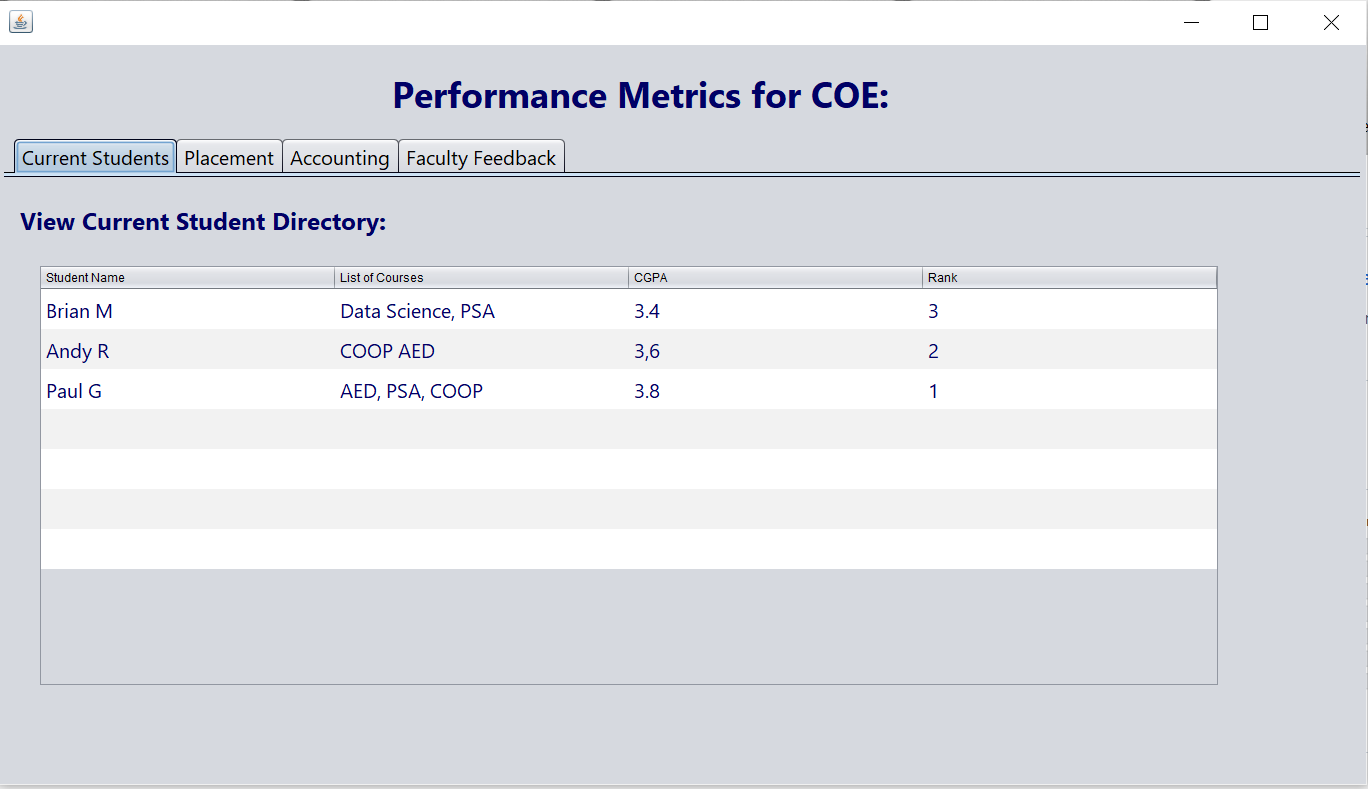 Performance Metrics for COE:
Current Students Placement Accounting Faculty Feedback
View Current Student Directory:
Student Name List of Courses CGPA Rank
Brian M Data Science, PSA 3.4 3
Andy R COOP AED 3,6 2
Paul G AED, PSA, COOP 3.8 1